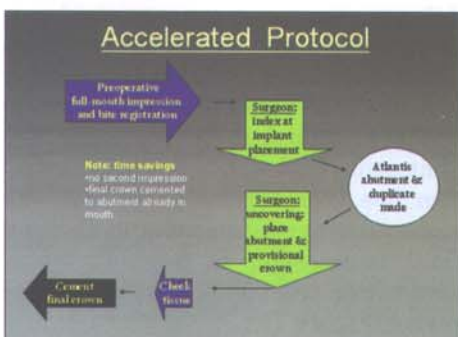 Accelerated Protocol
Preoperative
full-mouth impression
and bite registration
Surgeon:
index at
implant
placement
Note: time savings
•no second impression
•final crown cemented
to abutment already in
mouth
Atlantis
abutment &
duplicate
made
Surgeon:
uncovering;
place
abutment &
provisional
crown
Check
tissue
Cement
final crown